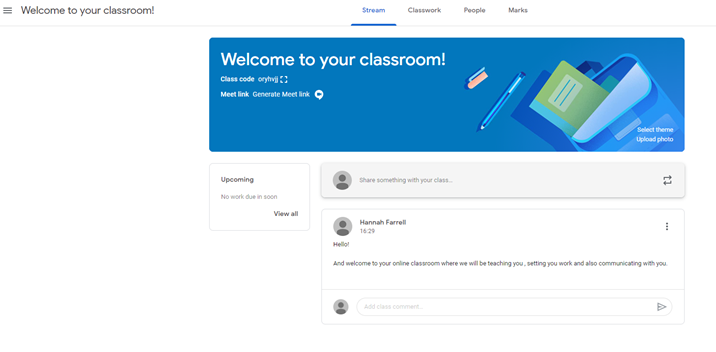 Welcome to your classroom!
Stream Classwork People Marks
Welcome to your classroom!
Class code oryhvjj
Meet link Generate Meet link
Select theme
Upload photo
Upcoming
No work due in soon
View all
Share something with your class...
Hannah Farrell
16:29
Hello!
And welcome to your online classroom where we will be teaching you , setting you work and also communicating with you.
Add class comment...